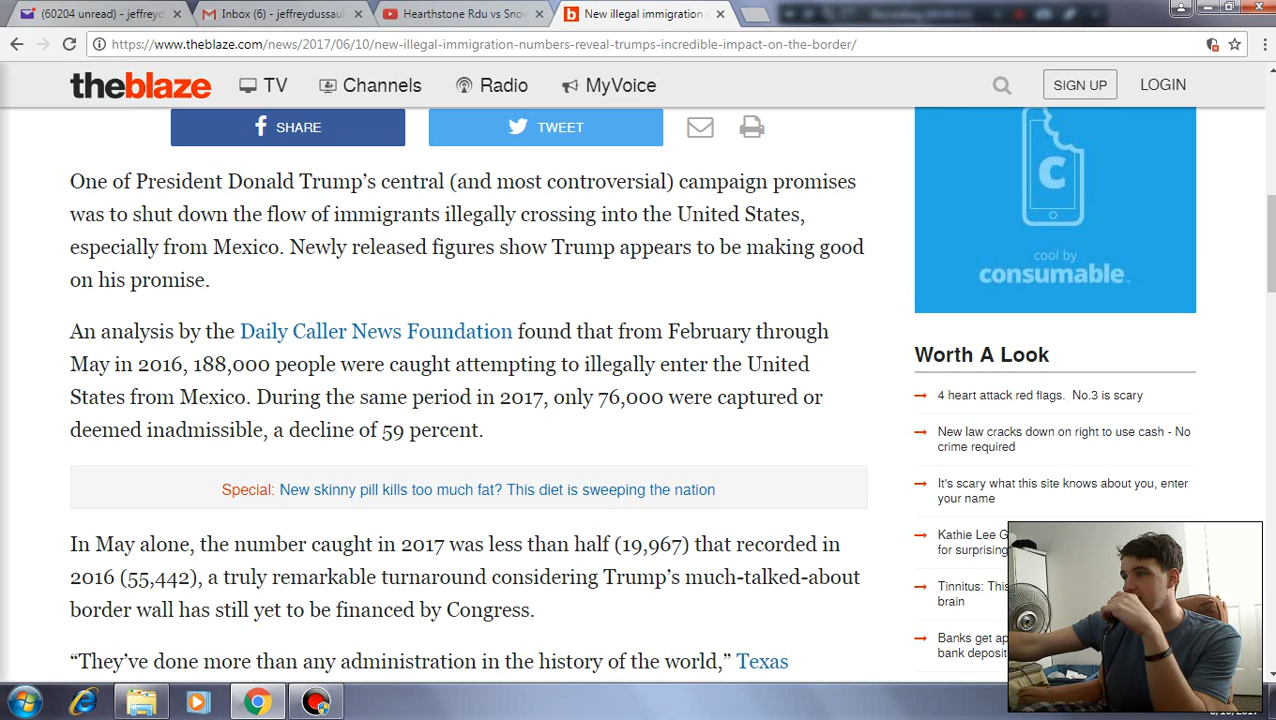 (60204 unread) - jeffreyd
Inbox (6) - jeffreydussaul
Hearthstone Rdu vs Snow
New illegal immigration
https://www.theblaze.com/news/2017/06/10/new-illegal-immigration-numbers-reveal-trumps-incredible-impact-on-the-border/
theblaze TV Channels Radio MyVoice SIGN UP LOGIN
SHARE TWEET
One of President Donald Trump’s central (and most controversial) campaign promises
was to shut down the flow of immigrants illegally crossing into the United States,
especially from Mexico. Newly released figures show Trump appears to be making good
on his promise.
An analysis by the Daily Caller News Foundation found that from February through
May in 2016, 188,000 people were caught attempting to illegally enter the United
States from Mexico. During the same period in 2017, only 76,000 were captured or
deemed inadmissible, a decline of 59 percent.
Special: New skinny pill kills too much fat? This diet is sweeping the nation
In May alone, the number caught in 2017 was less than half (19,967) that recorded in
2016 (55,442), a truly remarkable turnaround considering Trump’s much-talked-about
border wall has still yet to be financed by Congress.
“They’ve done more than any administration in the history of the world,” Texas
C
cool by
consumable
Worth A Look
4 heart attack red flags. No.3 is scary
New law cracks down on right to use cash - No
crime required
It's scary what this site knows about you, enter
your name
Kathie Lee G
for surprising
Tinnitus: This
brain
Banks get ap
bank deposit